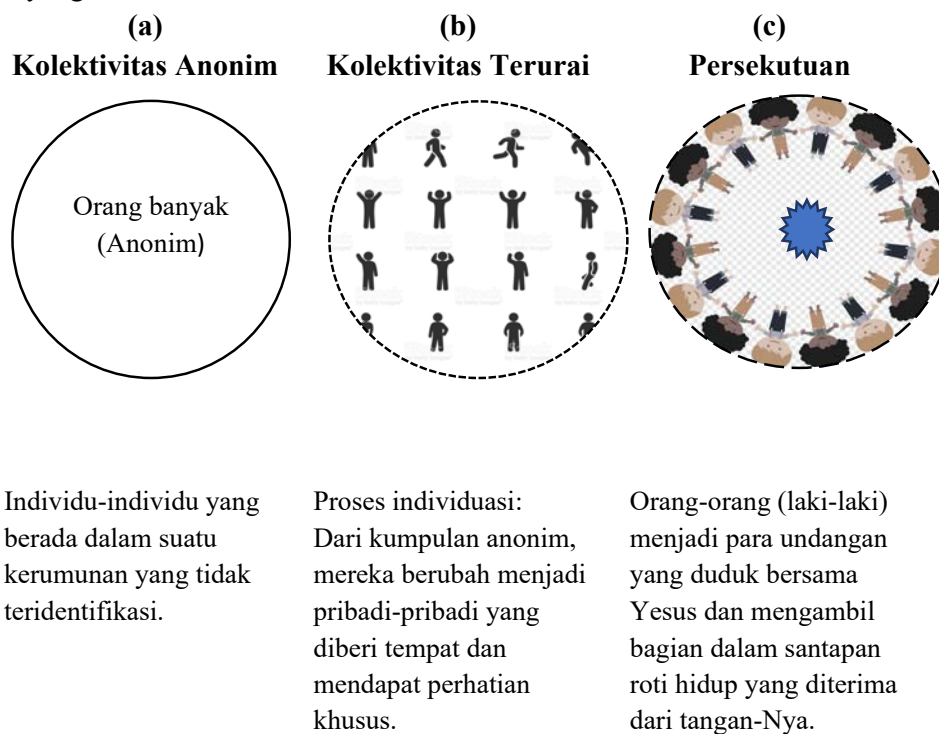 (a)
Kolektivitas Anonim
(b)
Kolektivitas Terurai
(c)
Persekutuan
Orang banyak
(Anonim)
Individu-individu yang
berada dalam suatu
kerumunan yang tidak
teridentifikasi.
Proses individuasi:
Dari kumpulan anonim,
mereka berubah menjadi
pribadi-pribadi yang
diberi tempat dan
mendapat perhatian
khusus.
Orang-orang (laki-laki)
menjadi para undangan
yang duduk bersama
Yesus dan mengambil
bagian dalam santapan
roti hidup yang diterima
dari tangan-Nya.